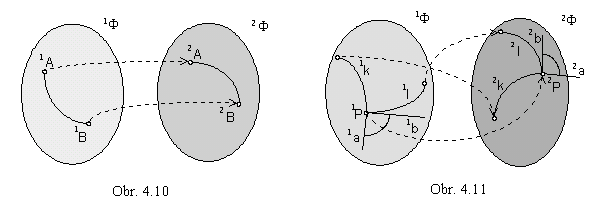 ¹Φ
²Φ
¹A
²A
¹B
²B
Obr. 4.10
¹Φ
²Φ
¹k
²l
²b
²a
¹l
²k
²P
¹P
¹b
¹a
Obr. 4.11